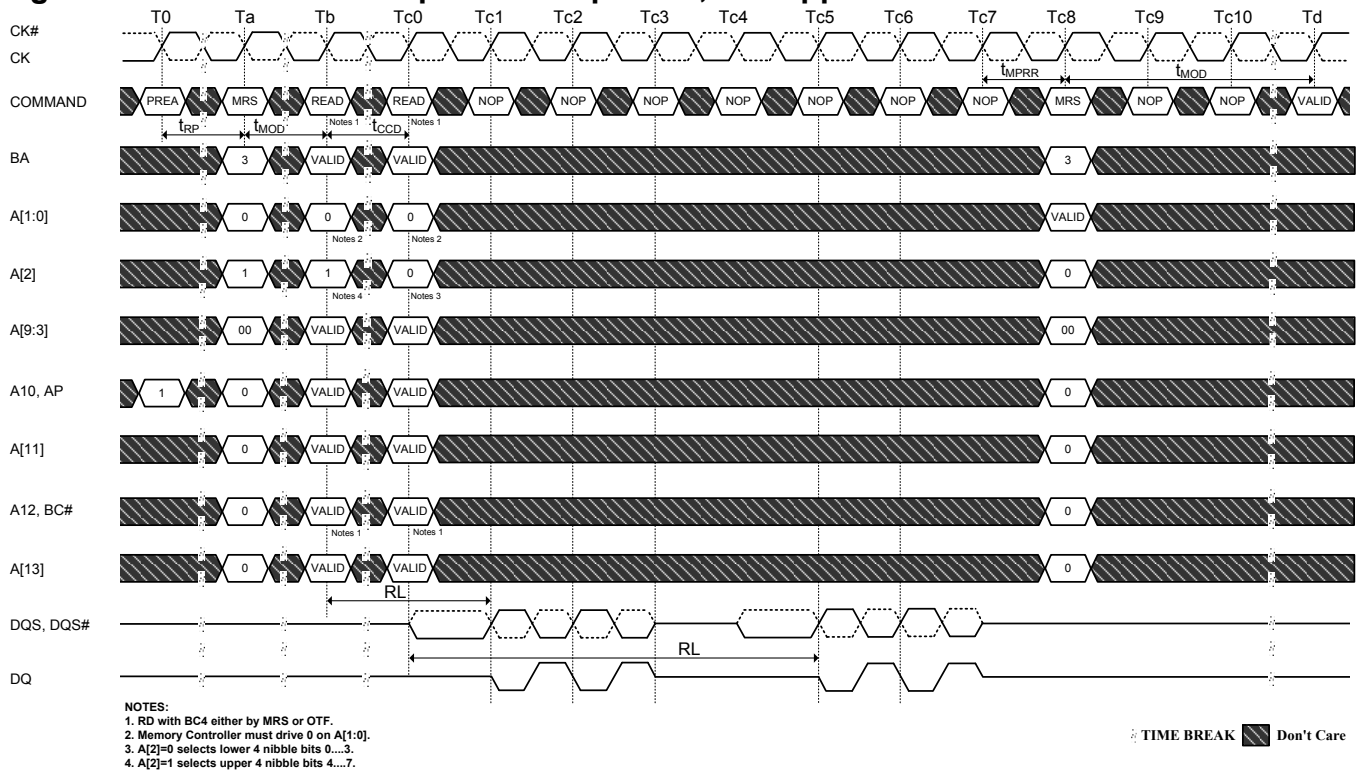 T0 Ta Tb Tc0 Tc1 Tc2 Tc3 Tc4 Tc5 Tc6 Tc7 Tc8 Tc9 Tc10 Td
CK#
CK
tMPRR tMOD
COMMAND PREA MRS READ READ NOP NOP NOP NOP NOP NOP NOP MRS NOP NOP VALID
Notes 1 Notes 1
tRP tMOD tCCD
BA 3 VALID VALID 3
A[1:0] 0 0 0 VALID
Notes 2 Notes 2
A[2] 1 1 0 0
Notes 4 Notes 3
A[9:3] 00 VALID VALID 00
A10, AP 1 0 VALID VALID 0
A[11] 0 VALID VALID 0
A12, BC# 0 VALID VALID 0
Notes 1 Notes 1
A[13] 0 VALID VALID 0
RL
DQS, DQS#
RL
DQ
NOTES:
1. RD with BC4 either by MRS or OTF.
2. Memory Controller must drive 0 on A[1:0].
3. A[2]=0 selects lower 4 nibble bits 0....3.
4. A[2]=1 selects upper 4 nibble bits 4....7.
TIME BREAK Don't Care